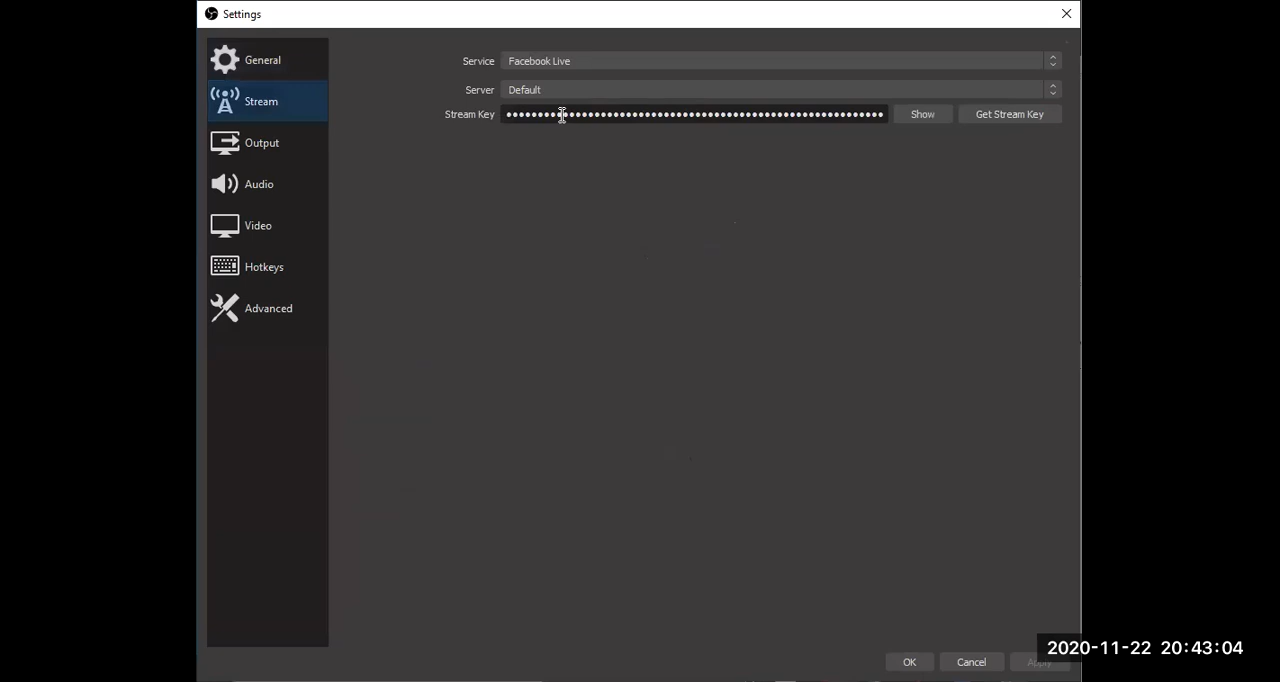 Settings
General
Stream
Output
Audio
Video
Hotkeys
Advanced
Service Facebook Live
Server Default
Stream Key Show Get Stream Key
OK Cancel Apply
2020-11-22 20:43:04